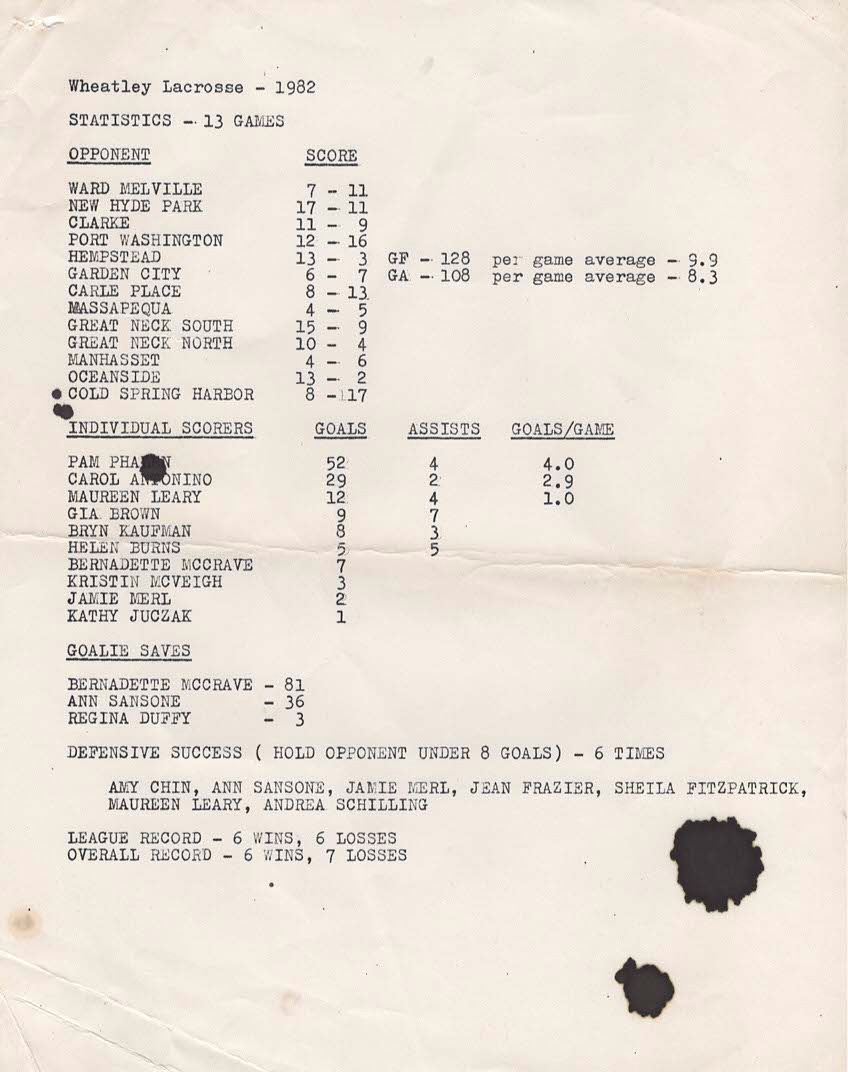 Wheatley Lacrosse - 1982
STATISTICS - 13 GAMES
OPPONENT SCORE
WARD MELVILLE 7 - 11
NEW HYDE PARK 17 - 11
CLARKE 11 - 9
PORT WASHINGTON 12 - 16
HEMPSTEAD 13 - 3 GF - 128 per game average - 9.9
GARDEN CITY 6 - 7 GA - 108 per game average - 8.3
CARLE PLACE 8 - 13
MASSAPEQUA 4 - 5
GREAT NECK SOUTH 15 - 9
GREAT NECK NORTH 10 - 4
MANHASSET 4 - 6
OCEANSIDE 13 - 2
COLD SPRING HARBOR 8 - 17
INDIVIDUAL SCORERS GOALS ASSISTS GOALS/GAME
PAM 52 4 4.0
CAROL ANTONINO 29 2 2.9
MAUREEN LEARY 12 4 1.0
GIA BROWN 9 7
BRYN KAUFMAN 8 3
HELEN BURNS 5 5
BERNADETTE MCCRAVE 7
KRISTIN MCVEIGH 3
JAMIE MERL 2
KATHY JUCZAK 1
GOALIE SAVES
BERNADETTE MCCRAVE - 81
ANN SANSONE - 36
REGINA DUFFY - 3
DEFENSIVE SUCCESS ( HOLD OPPONENT UNDER 8 GOALS) - 6 TIMES
AMY CHIN, ANN SANSONE, JAMIE MERL, JEAN FRAZIER, SHEILA FITZPATRICK,
MAUREEN LEARY, ANDREA SCHILLING
LEAGUE RECORD - 6 WINS, 6 LOSSES
OVERALL RECORD - 6 WINS, 7 LOSSES